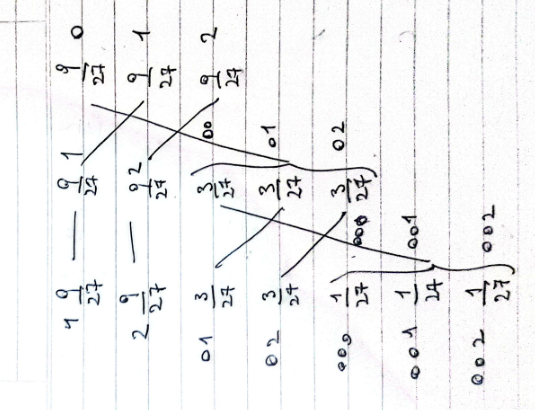 1 9/27 — 9/27 1 9/27 0
2 9/27 — 9/27 2 9/27 1
01 3/27 3/27 00 9/27 2
02 3/27 3/27 01
000 1/27 000 3/27 02
001 1/27 001
002 1/27 002